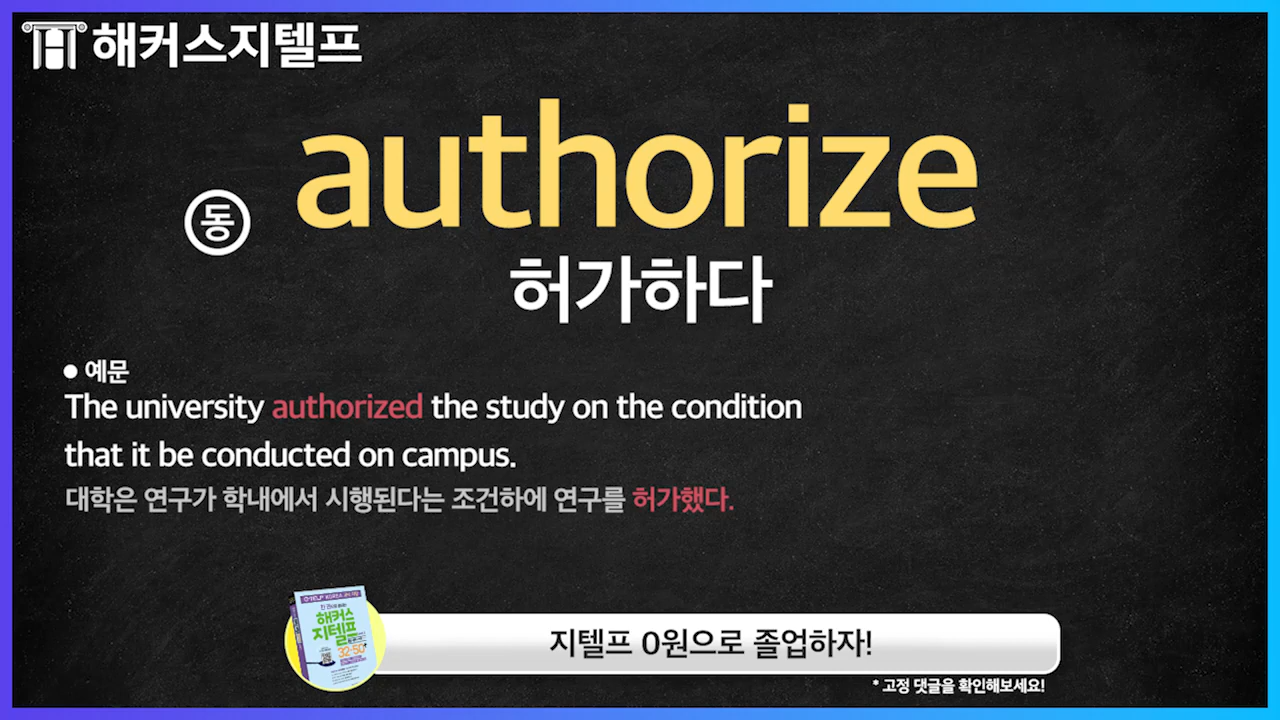 해커스지텔프
authorize
동
허가하다
● 예문
The university authorized the study on the condition
that it be conducted on campus.
대학은 연구가 학내에서 시행된다는 조건하에 연구를 허가했다.
해커스
지텔프
32-50
지텔프 0원으로 졸업하자!
* 고정 댓글을 확인해보세요!